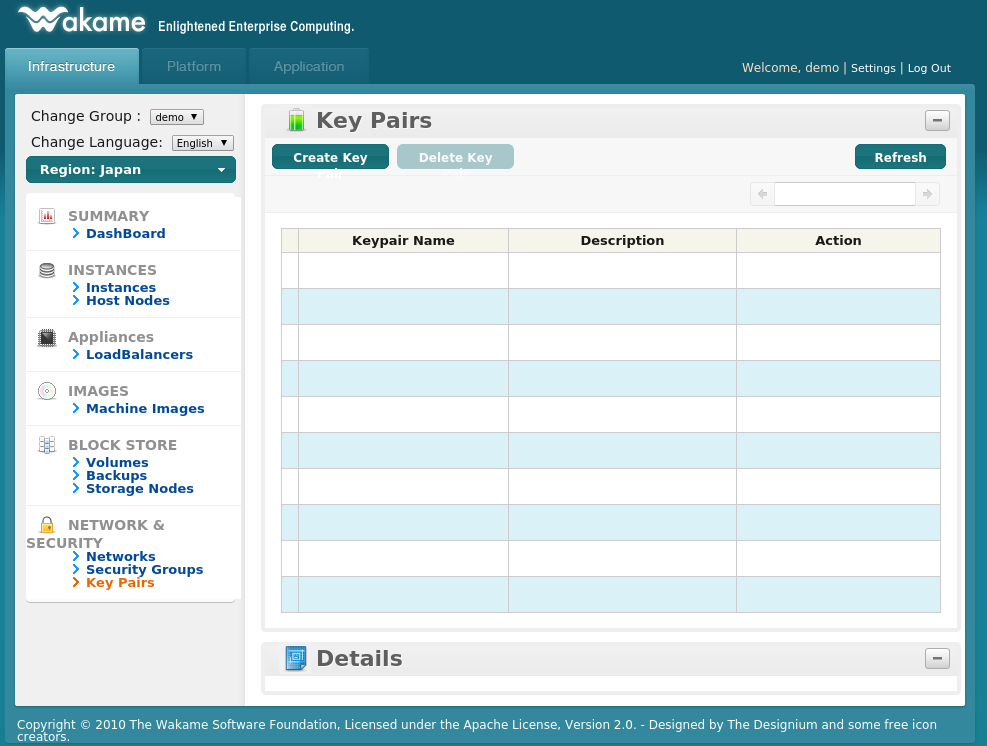 Wakame Enlightened Enterprise Computing.
Infrastructure Platform Application
Welcome, demo | Settings | Log Out
Change Group : demo
Change Language: English
Region: Japan
SUMMARY
DashBoard
INSTANCES
Instances
Host Nodes
Appliances
LoadBalancers
IMAGES
Machine Images
BLOCK STORE
Volumes
Backups
Storage Nodes
NETWORK &
SECURITY
Networks
Security Groups
Key Pairs
Key Pairs
Create Key Delete Key Refresh
Keypair Name Description Action
Details
Copyright © 2010 The Wakame Software Foundation, Licensed under the Apache License, Version 2.0. - Designed by The Designium and some free icon
creators.